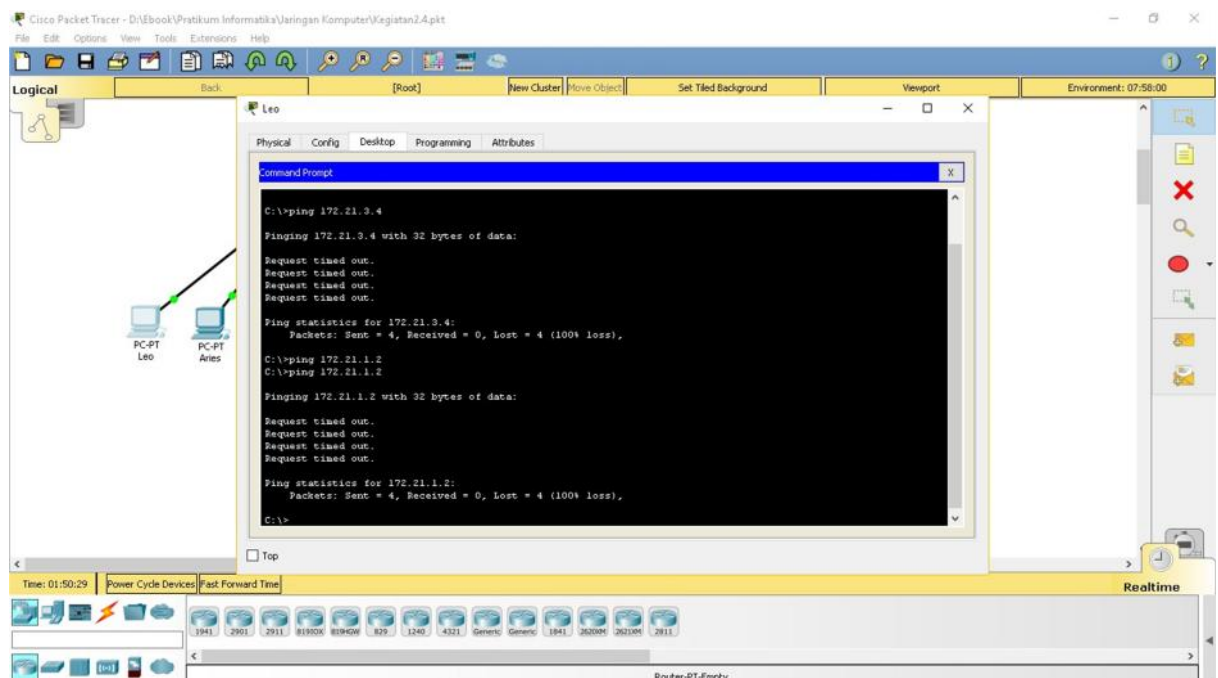 Cisco Packet Tracer - D:\Ebook\Pratikum Informatika\Jaringan Komputer\Kegiatan2.4.pkt
File Edit Options View Tools Extensions Help
Logical Back [Root] New Cluster Move Object Set Tiled Background Viewport Environment: 07:58:00
Leo
Physical Config Desktop Programming Attributes
Command Prompt X
C:\>ping 172.21.3.4
Pinging 172.21.3.4 with 32 bytes of data:
Request timed out.
Request timed out.
Request timed out.
Request timed out.
Ping statistics for 172.21.3.4:
Packets: Sent = 4, Received = 0, Lost = 4 (100% loss),
C:\>ping 172.21.1.2
C:\>ping 172.21.1.2
Pinging 172.21.1.2 with 32 bytes of data:
Request timed out.
Request timed out.
Request timed out.
Request timed out.
Ping statistics for 172.21.1.2:
Packets: Sent = 4, Received = 0, Lost = 4 (100% loss),
C:\>
Top
PC-PT
Leo
PC-PT
Aries
Time: 01:50:29 Power Cycle Devices Fast Forward Time Realtime
1941 2901 2911 819IOX 819HGW 829 1240 4321 Generic Generic 1841 2620XM 2621XM 2811
Router-PT-Empty